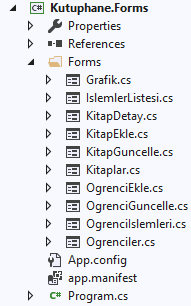 C# Kutuphane.Forms
Properties
References
Forms
Grafik.cs
IslemlerListesi.cs
KitapDetay.cs
KitapEkle.cs
KitapGuncelle.cs
Kitaplar.cs
OgrenciEkle.cs
OgrenciGuncelle.cs
OgrenciIslemleri.cs
Ogrenciler.cs
App.config
app.manifest
C# Program.cs